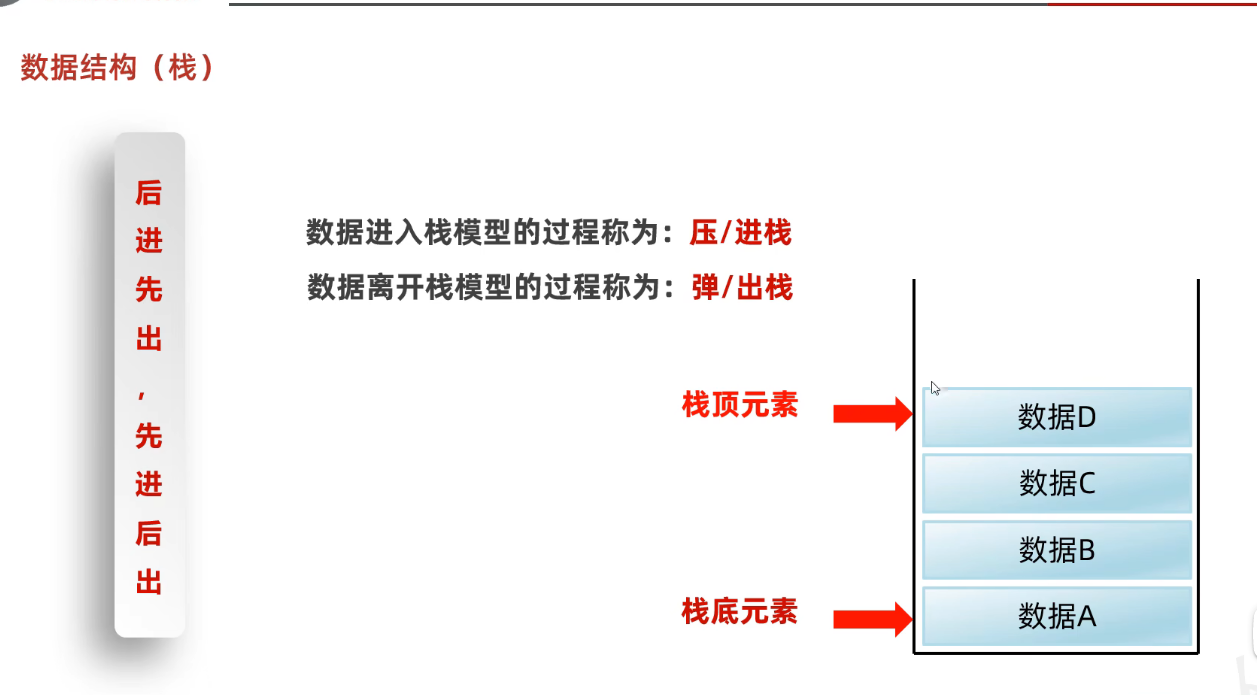 数据结构（栈）
后进先出，先进后出
数据进入栈模型的过程称为：压/进栈
数据离开栈模型的过程称为：弹/出栈
栈顶元素
数据D
数据C
数据B
栈底元素
数据A